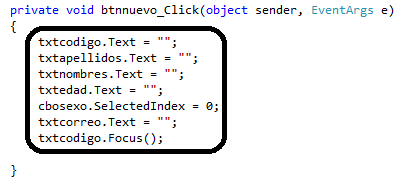 private void btnnuevo_Click(object sender, EventArgs e)
{
txtcodigo.Text = "";
txtapellidos.Text = "";
txtnombres.Text = "";
txtedad.Text = "";
cbosexo.SelectedIndex = 0;
txtcorreo.Text = "";
txtcodigo.Focus();
}